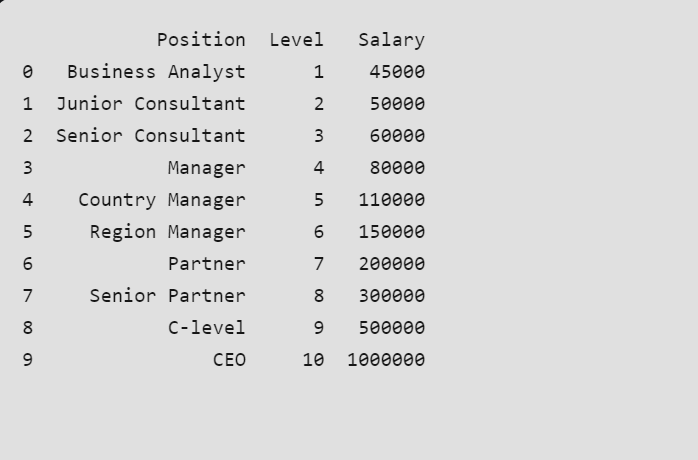 Position Level Salary
0 Business Analyst 1 45000
1 Junior Consultant 2 50000
2 Senior Consultant 3 60000
3 Manager 4 80000
4 Country Manager 5 110000
5 Region Manager 6 150000
6 Partner 7 200000
7 Senior Partner 8 300000
8 C-level 9 500000
9 CEO 10 1000000